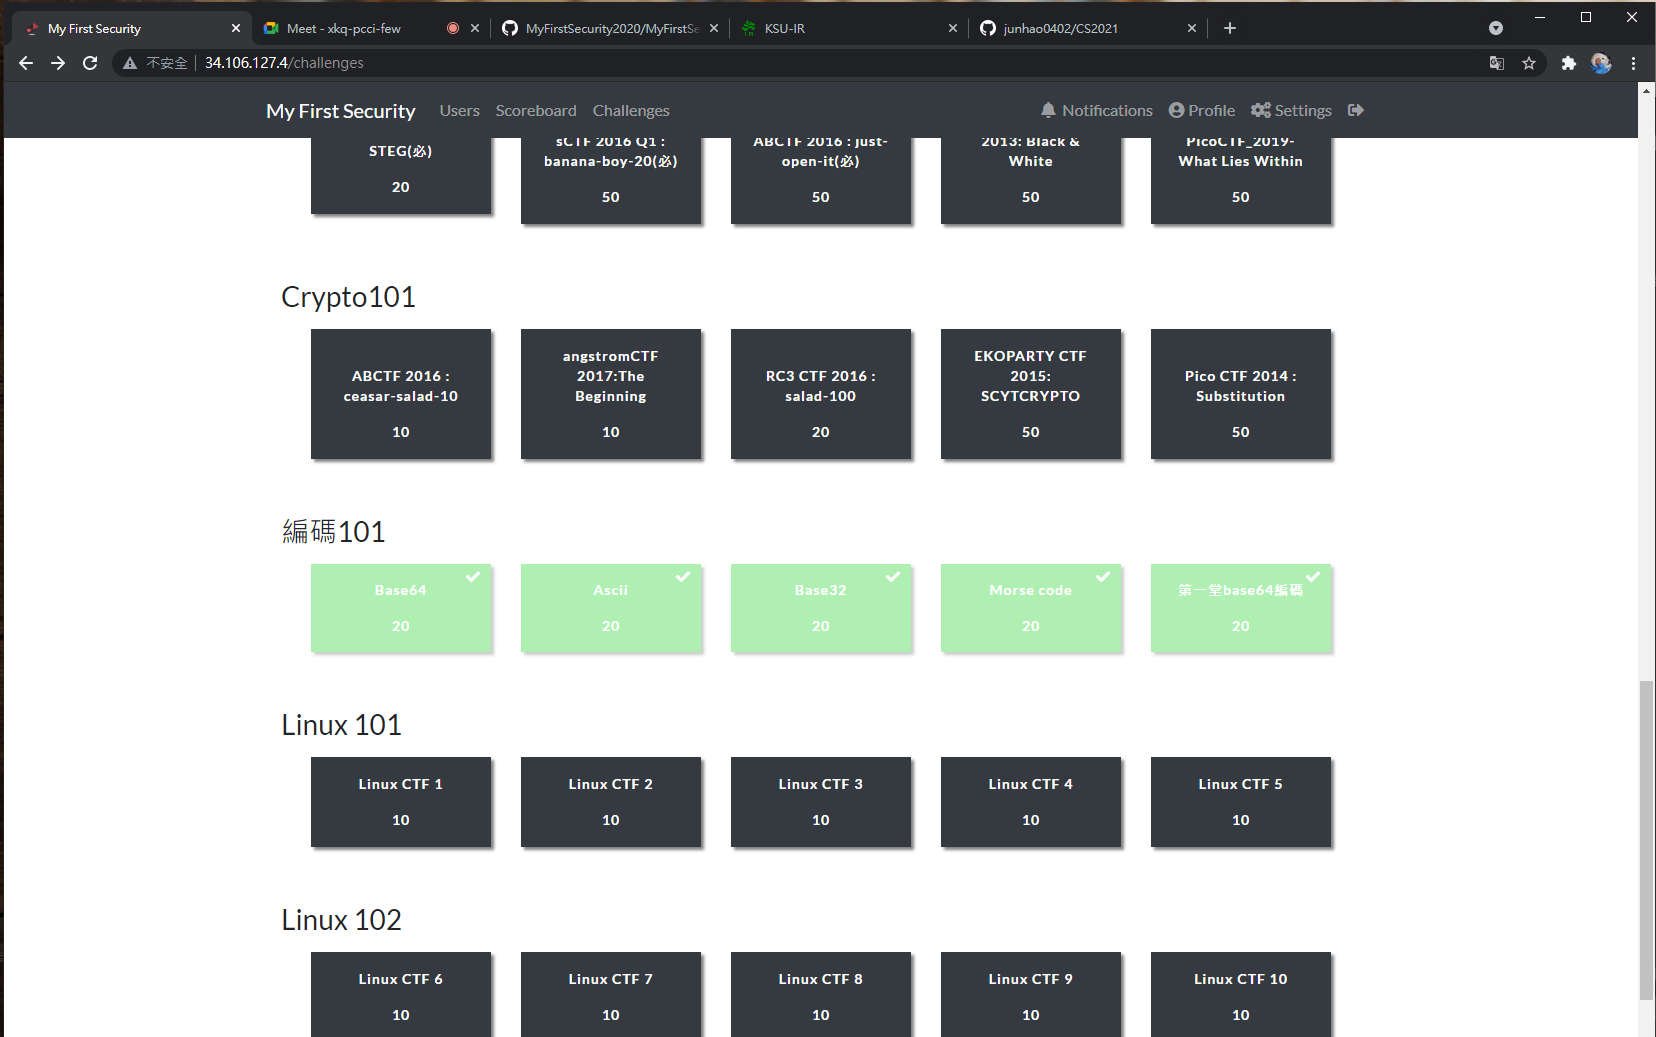 My First Security
Meet - xkq-pcci-few
MyFirstSecurity2020/MyFirstSe
KSU-IR
junhao0402/CS2021
不安全
34.106.127.4/challenges
My First Security
Users
Scoreboard
Challenges
Notifications
Profile
Settings
STEG(必)
20
sCTF 2016 Q1 :
banana-boy-20(必)
50
ABCTF 2016 : just-
open-it(必)
50
2013: Black &
White
50
PicoCTF_2019-
What Lies Within
50
Crypto101
ABCTF 2016 :
ceasar-salad-10
10
angstromCTF
2017:The
Beginning
10
RC3 CTF 2016 :
salad-100
20
EKOPARTY CTF
2015:
SCYTCRYPTO
50
Pico CTF 2014 :
Substitution
50
編碼101
Base64
20
Ascii
20
Base32
20
Morse code
20
第一堂base64編碼
20
Linux 101
Linux CTF 1
10
Linux CTF 2
10
Linux CTF 3
10
Linux CTF 4
10
Linux CTF 5
10
Linux 102
Linux CTF 6
10
Linux CTF 7
10
Linux CTF 8
10
Linux CTF 9
10
Linux CTF 10
10